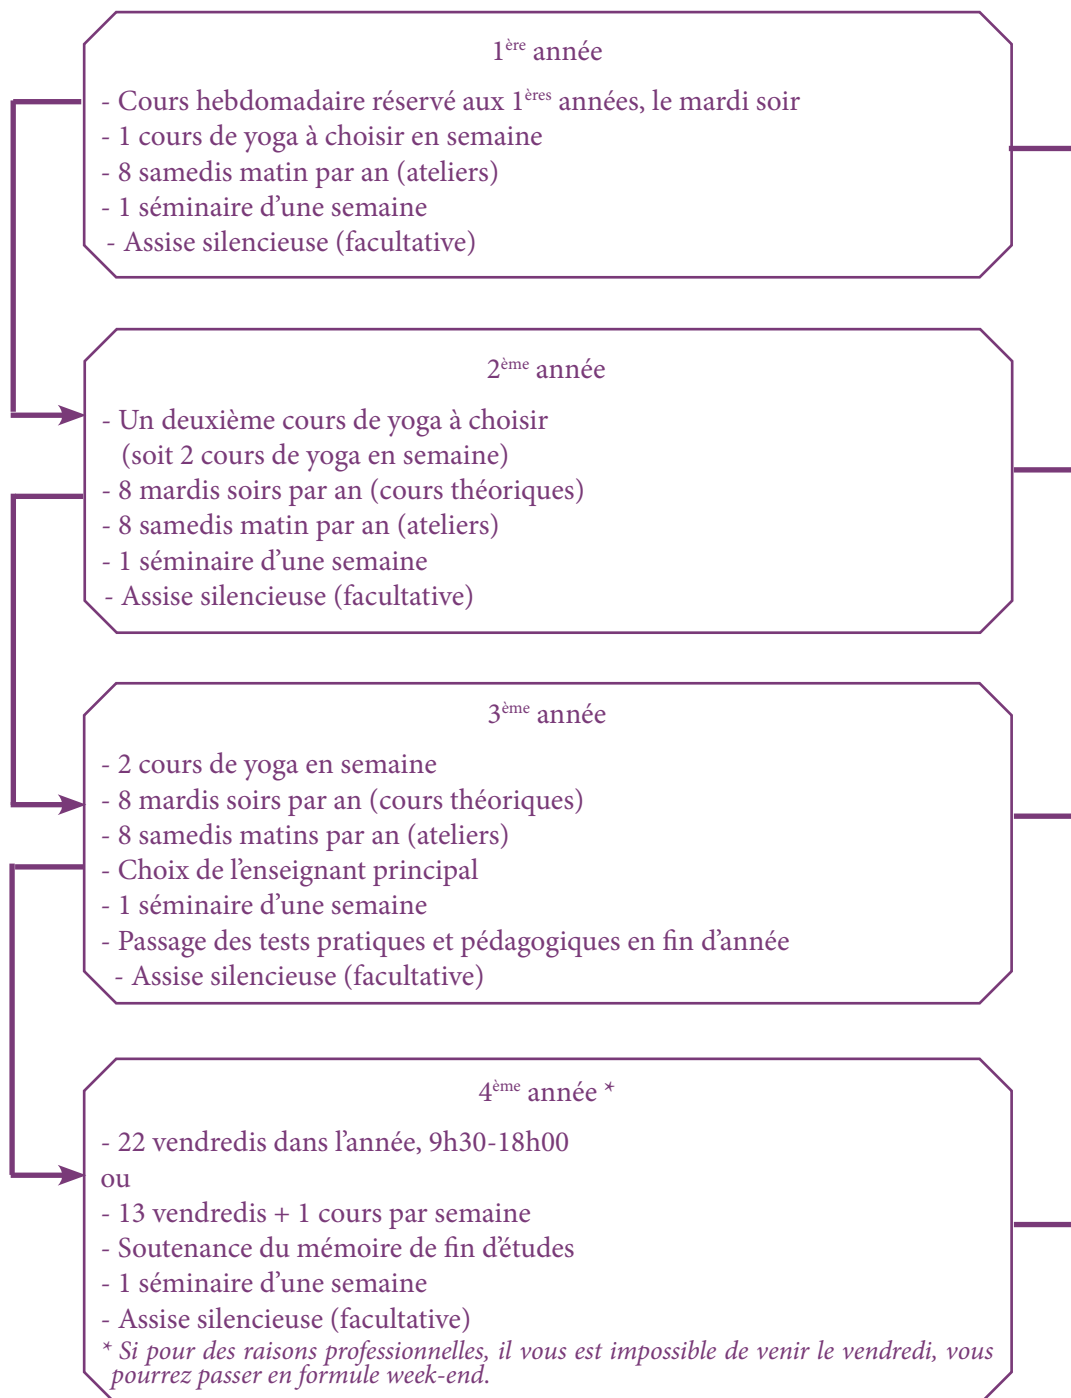 1ère année
- Cours hebdomadaire réservé aux 1ères années, le mardi soir
- 1 cours de yoga à choisir en semaine
- 8 samedis matin par an (ateliers)
- 1 séminaire d'une semaine
- Assise silencieuse (facultative)
2ème année
- Un deuxième cours de yoga à choisir
(soit 2 cours de yoga en semaine)
- 8 mardis soirs par an (cours théoriques)
- 8 samedis matin par an (ateliers)
- 1 séminaire d'une semaine
- Assise silencieuse (facultative)
3ème année
- 2 cours de yoga en semaine
- 8 mardis soirs par an (cours théoriques)
- 8 samedis matins par an (ateliers)
- Choix de l'enseignant principal
- 1 séminaire d'une semaine
- Passage des tests pratiques et pédagogiques en fin d'année
- Assise silencieuse (facultative)
4ème année *
- 22 vendredis dans l'année, 9h30-18h00
ou
- 13 vendredis + 1 cours par semaine
- Soutenance du mémoire de fin d'études
- 1 séminaire d'une semaine
- Assise silencieuse (facultative)
* Si pour des raisons professionnelles, il vous est impossible de venir le vendredi, vous
pourrez passer en formule week-end.